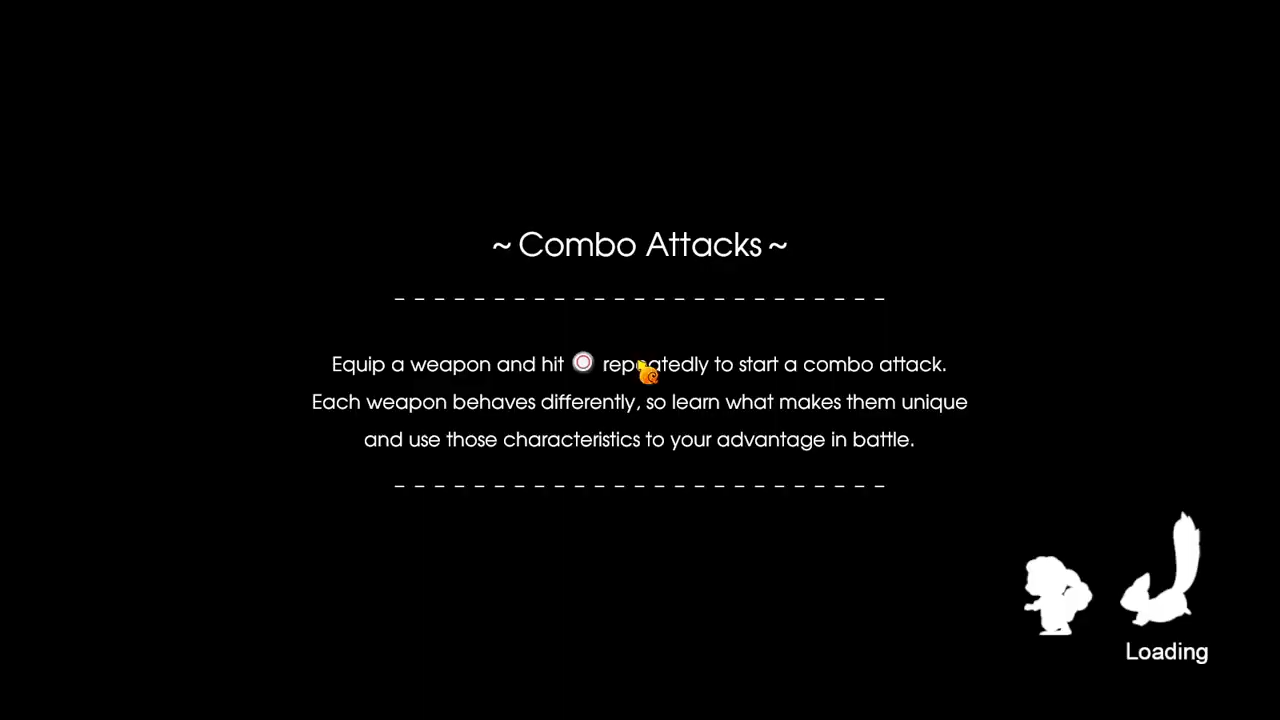 ~ Combo Attacks ~
Equip a weapon and hit repeatedly to start a combo attack.
Each weapon behaves differently, so learn what makes them unique
and use those characteristics to your advantage in battle.
Loading